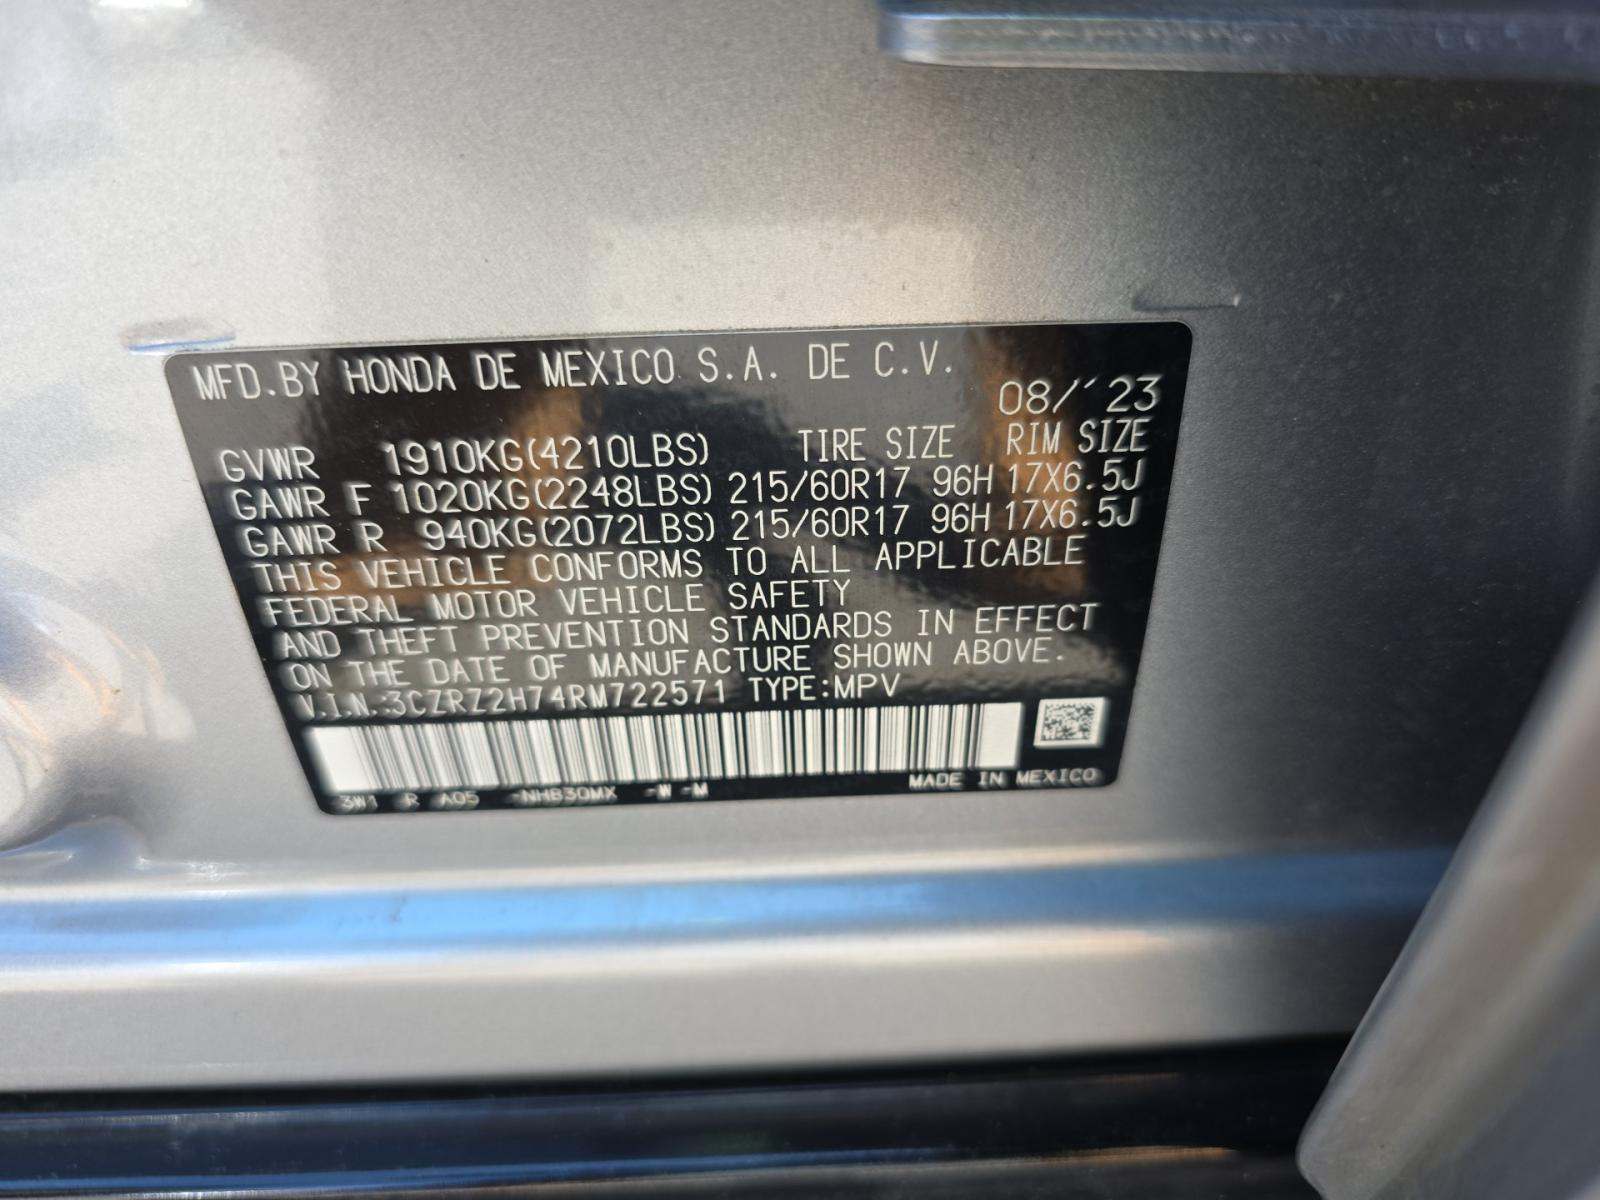 MFD.BY HONDA DE MEXICO S.A. DE C.V.
08/'23
GVWR 1910KG(4210LBS) TIRE SIZE RIM SIZE
GAWR F 1020KG(2248LBS) 215/60R17 96H 17X6.5J
GAWR R 940KG(2072LBS) 215/60R17 96H 17X6.5J
THIS VEHICLE CONFORMS TO ALL APPLICABLE
FEDERAL MOTOR VEHICLE SAFETY
AND THEFT PREVENTION STANDARDS IN EFFECT
ON THE DATE OF MANUFACTURE SHOWN ABOVE.
V.I.N.:3CZRZ2H74RM722571 TYPE:MPV
3W1 R A05 -NHB30MX -W -M MADE IN MEXICO